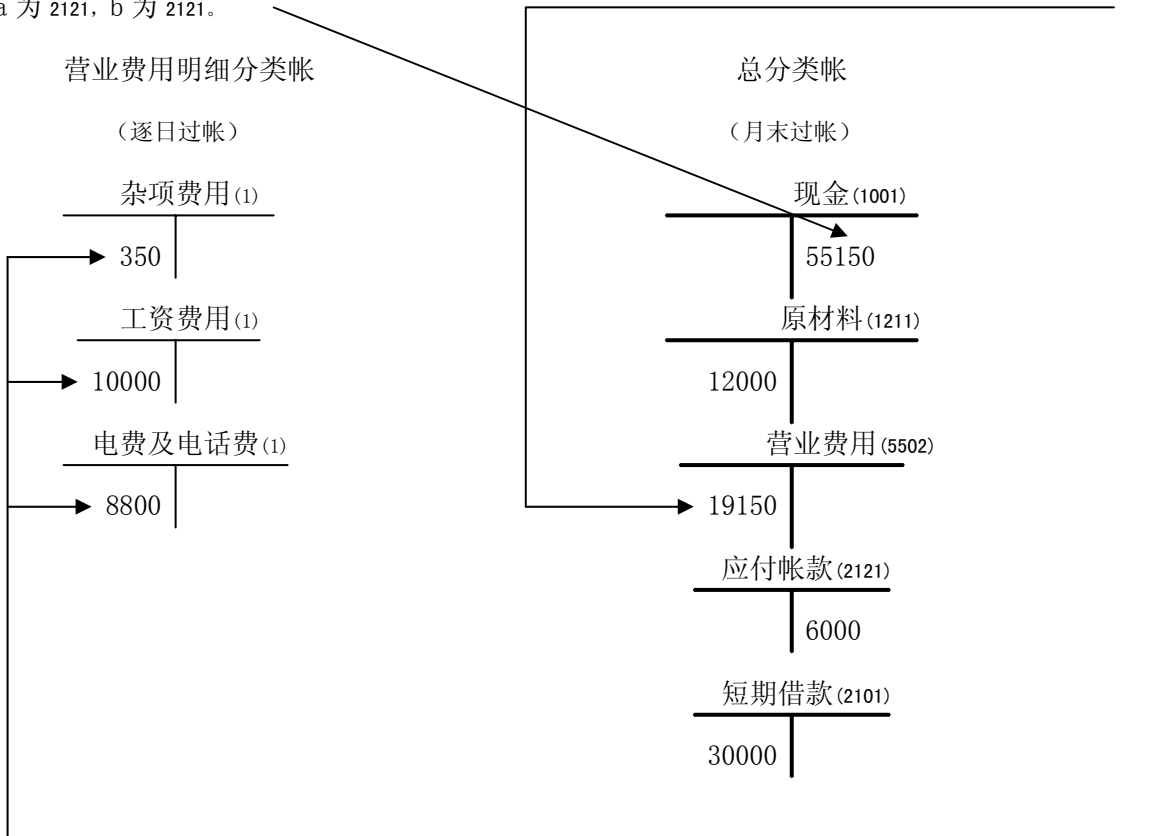 a 为 2121, b 为 2121。
营业费用明细分类帐
(逐日过帐)
杂项费用(1)
350
工资费用(1)
10000
电费及电话费(1)
8800
总分类帐
(月末过帐)
现金(1001)
55150
原材料(1211)
12000
营业费用(5502)
19150
应付帐款(2121)
6000
短期借款(2101)
30000